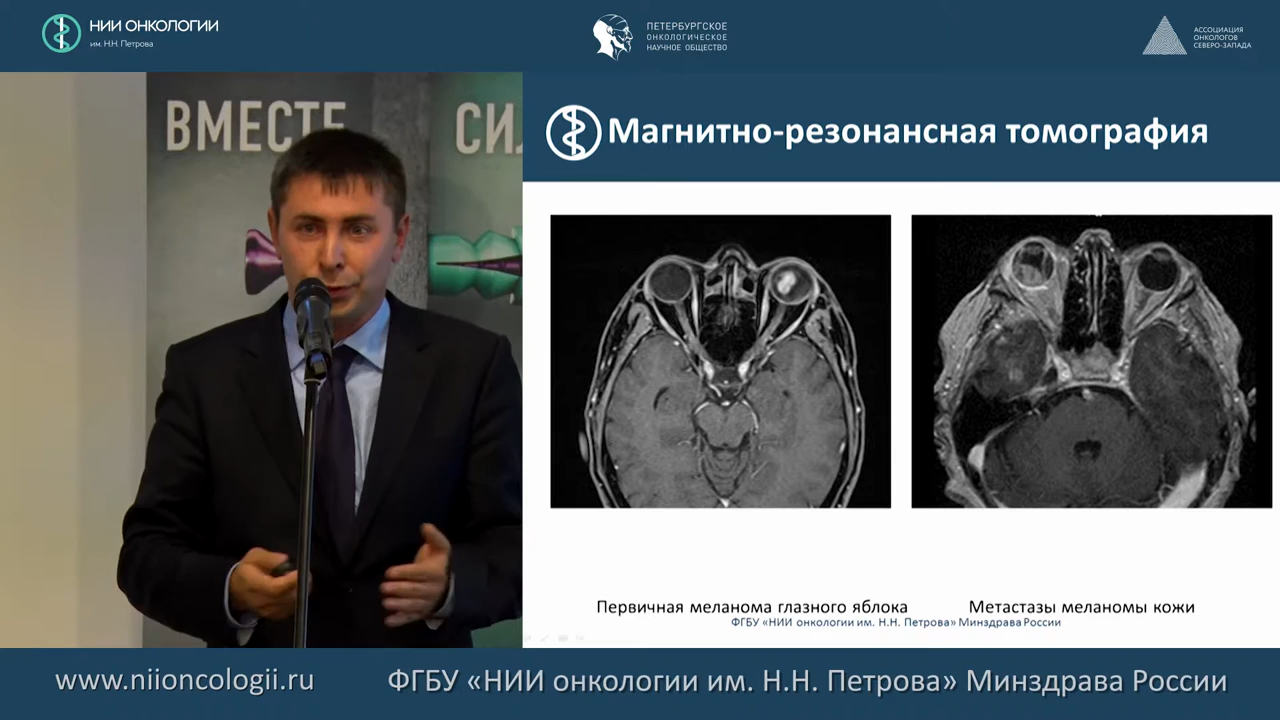 НИИ ОНКОЛОГИИ
им. Н.Н. Петрова
ПЕТЕРБУРГСКОЕ
ОНКОЛОГИЧЕСКОЕ
НАУЧНОЕ ОБЩЕСТВО
АССОЦИАЦИЯ
ОНКОЛОГОВ
СЕВЕРО-ЗАПАДА
ВМЕСТЕ
СИЛ
Магнитно-резонансная томография
Первичная меланома глазного яблока
Метастазы меланомы кожи
ФГБУ «НИИ онкологии им. Н.Н. Петрова» Минздрава России
www.niioncologii.ru
ФГБУ «НИИ онкологии им. Н.Н. Петрова» Минздрава России